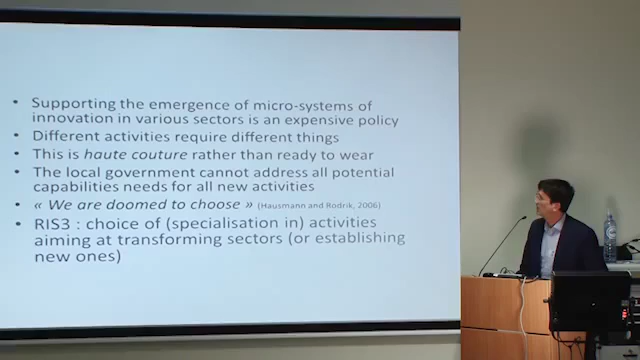 • Supporting the emergence of micro-systems of
innovation in various sectors is an expensive policy
• Different activities require different things
• This is haute couture rather than ready to wear
• The local government cannot address all potential
capabilities needs for all new activities
• « We are doomed to choose » (Hausmann and Rodrik, 2006)
• RIS3 : choice of (specialisation in) activities
aiming at transforming sectors (or establishing
new ones)